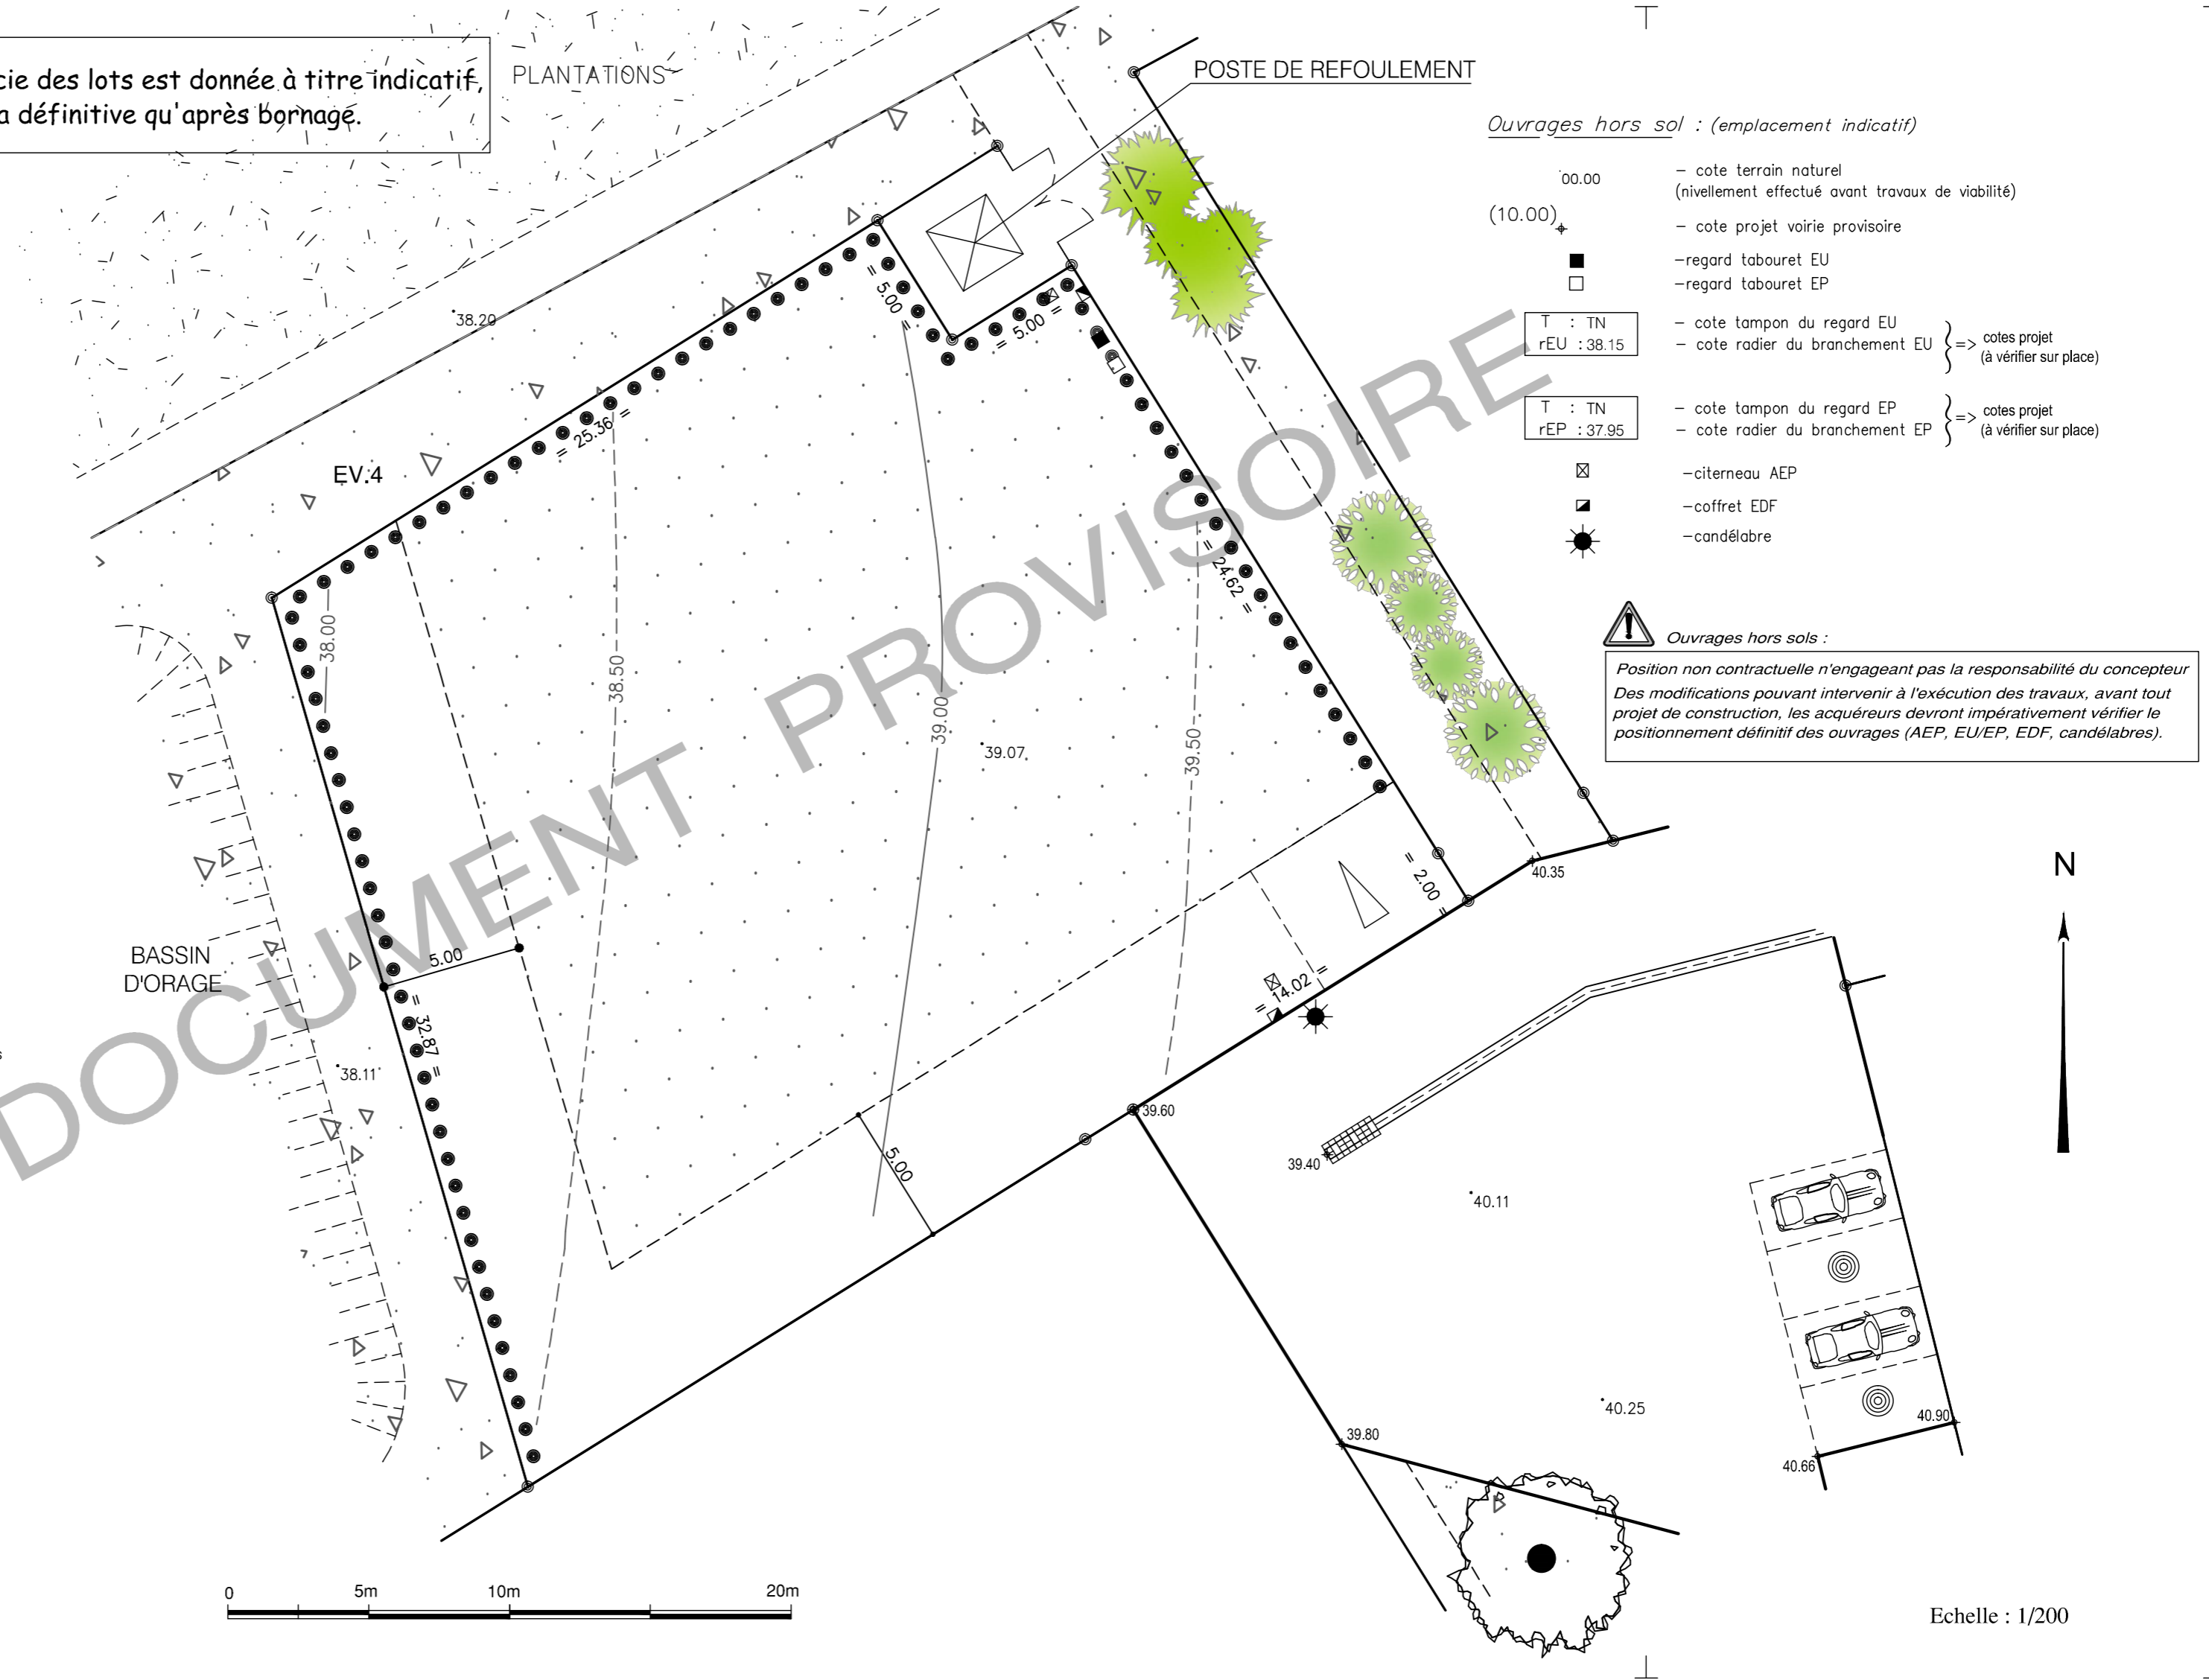 cie des lots est donnée à titre indicatif,
a définitive qu'après bornage.
PLANTATIONS
POSTE DE REFOULEMENT
Ouvrages hors sol : (emplacement indicatif)
00.00
- cote terrain naturel
(nivellement effectué avant travaux de viabilité)
(10.00)
- cote projet voirie provisoire
-regard tabouret EU
-regard tabouret EP
T : TN
rEU : 38.15
- cote tampon du regard EU
- cote radier du branchement EU
=> cotes projet
(à vérifier sur place)
T : TN
rEP : 37.95
- cote tampon du regard EP
- cote radier du branchement EP
=> cotes projet
(à vérifier sur place)
-citerneau AEP
-coffret EDF
-candélabre
Ouvrages hors sols :
Position non contractuelle n'engageant pas la responsabilité du concepteur
Des modifications pouvant intervenir à l'exécution des travaux, avant tout
projet de construction, les acquéreurs devront impérativement vérifier le
positionnement définitif des ouvrages (AEP, EU/EP, EDF, candélabres).
38.20
= 5.00 =
= 5.00 =
= 25.36 =
EV.4
= 24.62 =
38.00
38.50
39.00
39.50
39.07
DOCUMENT PROVISOIRE
= 2.00 =
40.35
N
BASSIN
D'ORAGE
5.00
= 14.02 =
= 32.87 =
38.11
39.60
5.00
39.40
40.11
40.25
39.80
40.90
40.66
0 5m 10m 20m
Echelle : 1/200